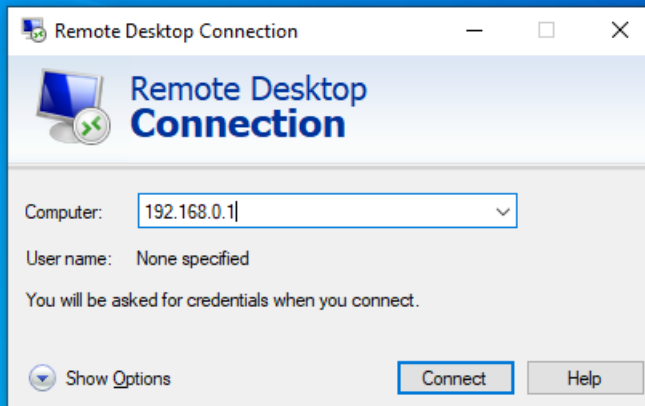 Remote Desktop Connection
Remote Desktop
Connection
Computer: 192.168.0.1
User name: None specified
You will be asked for credentials when you connect.
Show Options Connect Help